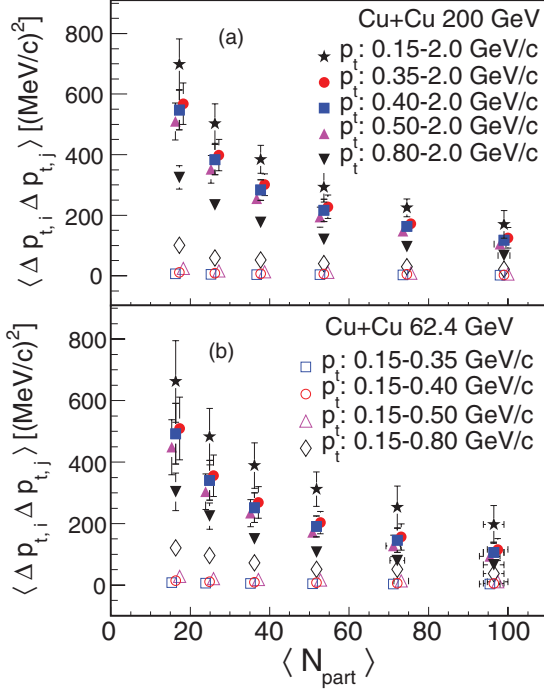 Cu+Cu 200 GeV
(a)
p_t: 0.15-2.0 GeV/c
p_t: 0.35-2.0 GeV/c
p_t: 0.40-2.0 GeV/c
p_t: 0.50-2.0 GeV/c
p_t: 0.80-2.0 GeV/c
800
600
400
200
0
⟨Δp_{t,i} Δp_{t,j}⟩ [(MeV/c)^2]
Cu+Cu 62.4 GeV
(b)
p_t: 0.15-0.35 GeV/c
p_t: 0.15-0.40 GeV/c
p_t: 0.15-0.50 GeV/c
p_t: 0.15-0.80 GeV/c
800
600
400
200
0
⟨Δp_{t,i} Δp_{t,j}⟩ [(MeV/c)^2]
0 20 40 60 80 100
⟨N_part⟩